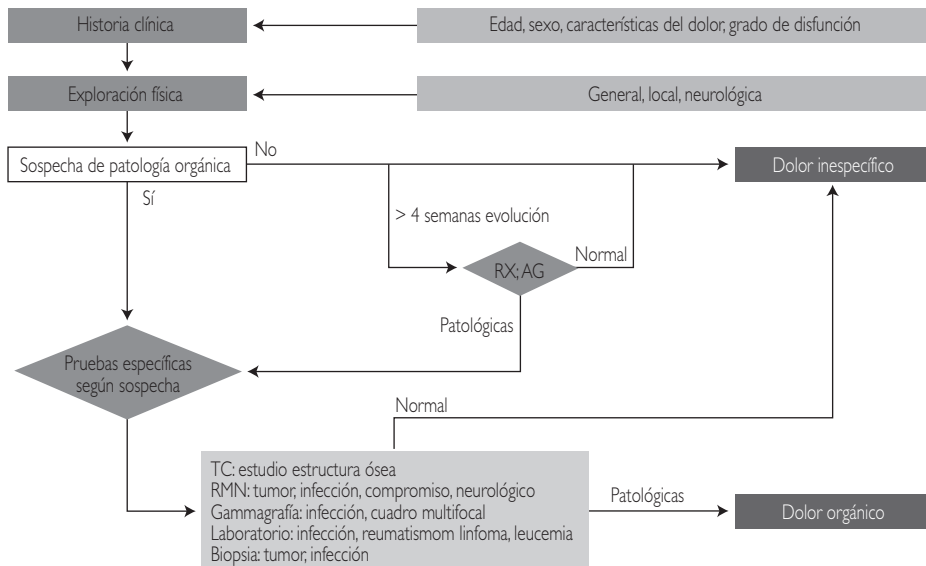 Historia clínica
Edad, sexo, características del dolor, grado de disfunción
Exploración física
General, local, neurológica
Sospecha de patología orgánica
No
Dolor inespecífico
Sí
> 4 semanas evolución
RX; AG
Normal
Patológicas
Pruebas específicas
según sospecha
Normal
TC: estudio estructura ósea
RMN: tumor, infección, compromiso, neurológico
Gammagrafía: infección, cuadro multifocal
Laboratorio: infección, reumatismom linfoma, leucemia
Biopsia: tumor, infección
Patológicas
Dolor orgánico